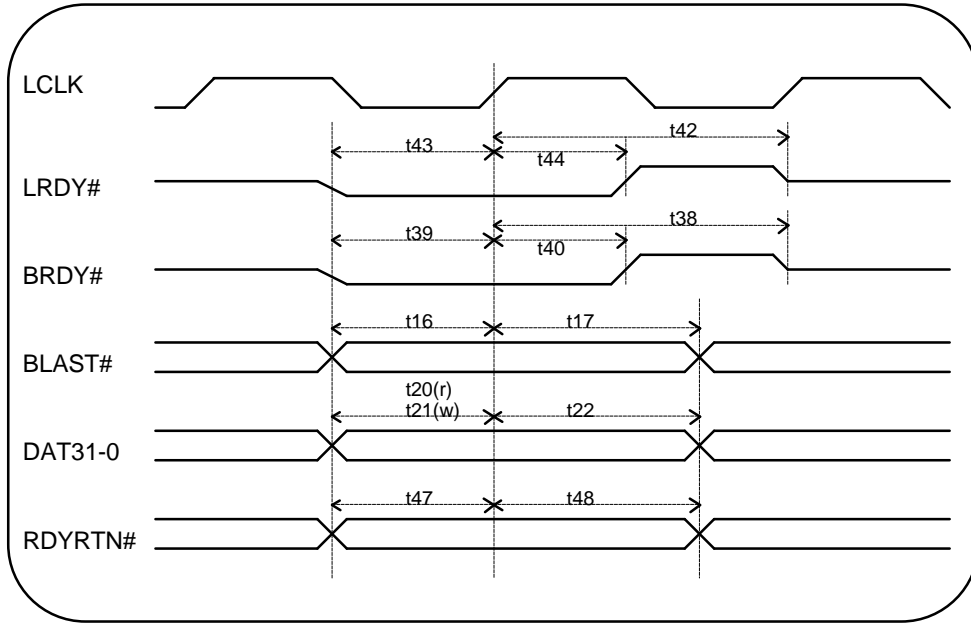 LCLK
t42
t43
t44
LRDY#
t38
t39
t40
BRDY#
t16
t17
BLAST#
t20(r)
t21(w)
t22
DAT31-0
t47
t48
RDYRTN#